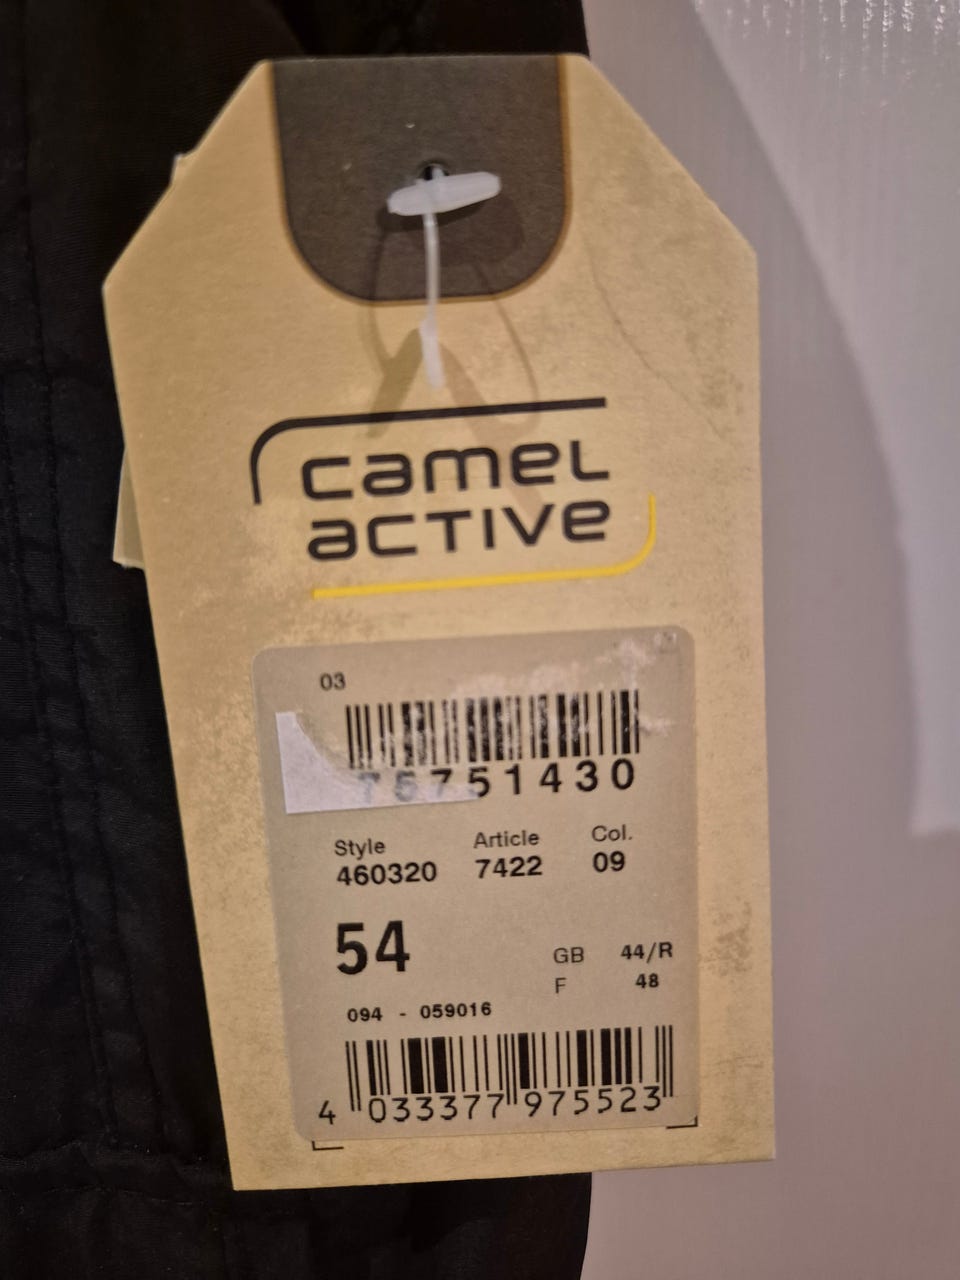 camel
active
03
75751430
Style Article Col.
460320 7422 09
54
GB 44/R
F 48
094 - 059016
4 033377 975523